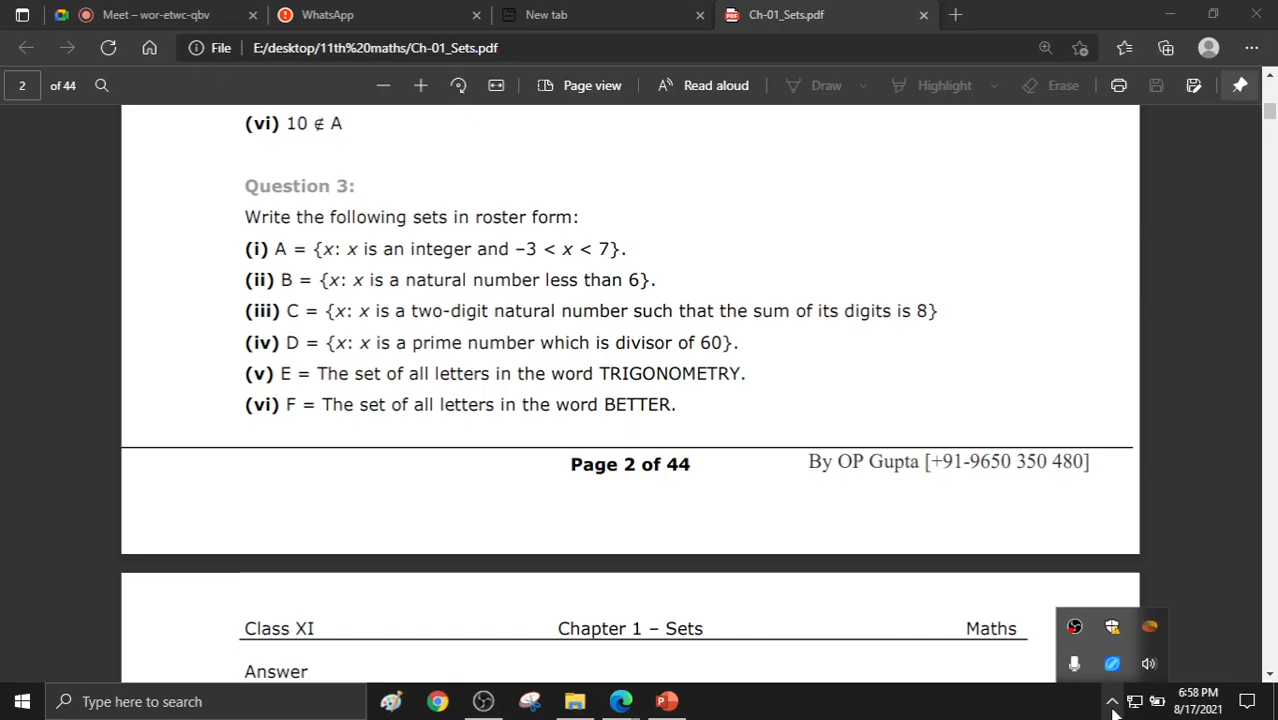 Meet – wor-etwc-qbv
WhatsApp
New tab
Ch-01_Sets.pdf
File
E:/desktop/11th%20maths/Ch-01_Sets.pdf
2 of 44
Page view
Read aloud
Draw
Highlight
Erase
(vi) 10 ∉ A
Question 3:
Write the following sets in roster form:
(i) A = {x: x is an integer and –3 < x < 7}.
(ii) B = {x: x is a natural number less than 6}.
(iii) C = {x: x is a two-digit natural number such that the sum of its digits is 8}
(iv) D = {x: x is a prime number which is divisor of 60}.
(v) E = The set of all letters in the word TRIGONOMETRY.
(vi) F = The set of all letters in the word BETTER.
Page 2 of 44
By OP Gupta [+91-9650 350 480]
Class XI
Chapter 1 – Sets
Maths
Answer
Type here to search
6:58 PM
8/17/2021